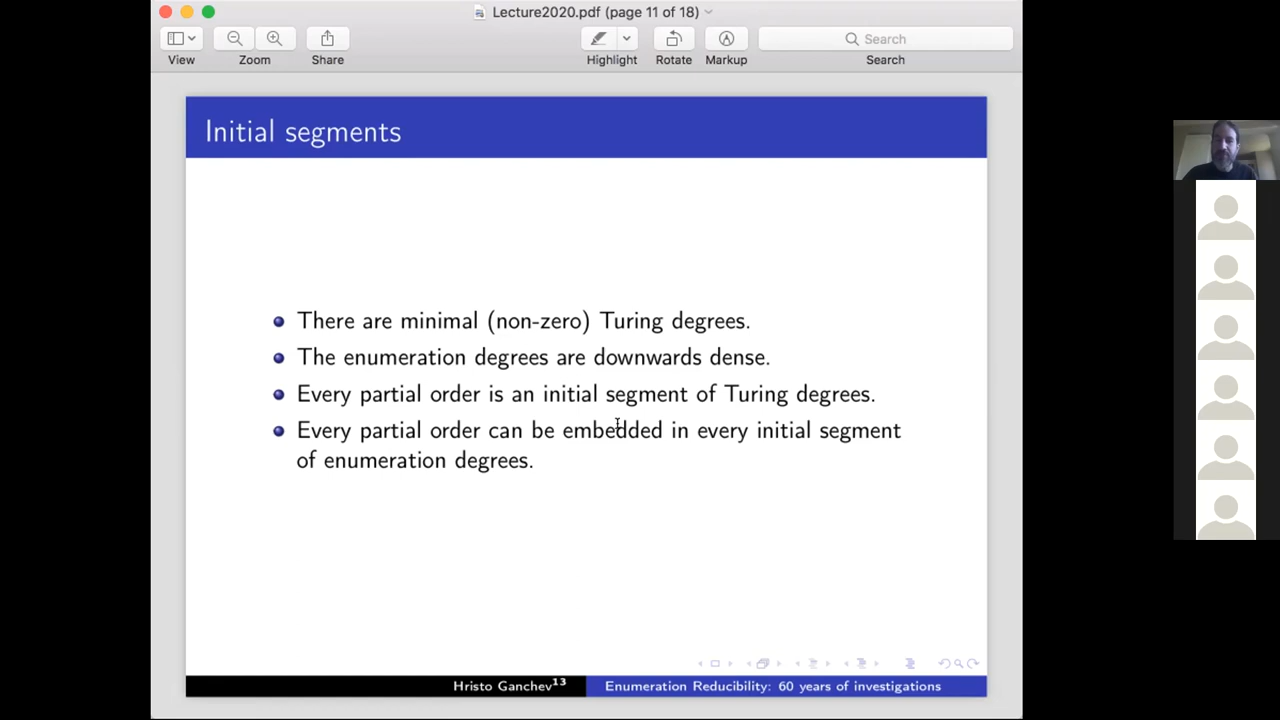 Lecture2020.pdf (page 11 of 18)
View
Zoom
Share
Highlight
Rotate
Markup
Search
Search
Initial segments
There are minimal (non-zero) Turing degrees.
The enumeration degrees are downwards dense.
Every partial order is an initial segment of Turing degrees.
Every partial order can be embedded in every initial segment
of enumeration degrees.
Hristo Ganchev13
Enumeration Reducibility: 60 years of investigations